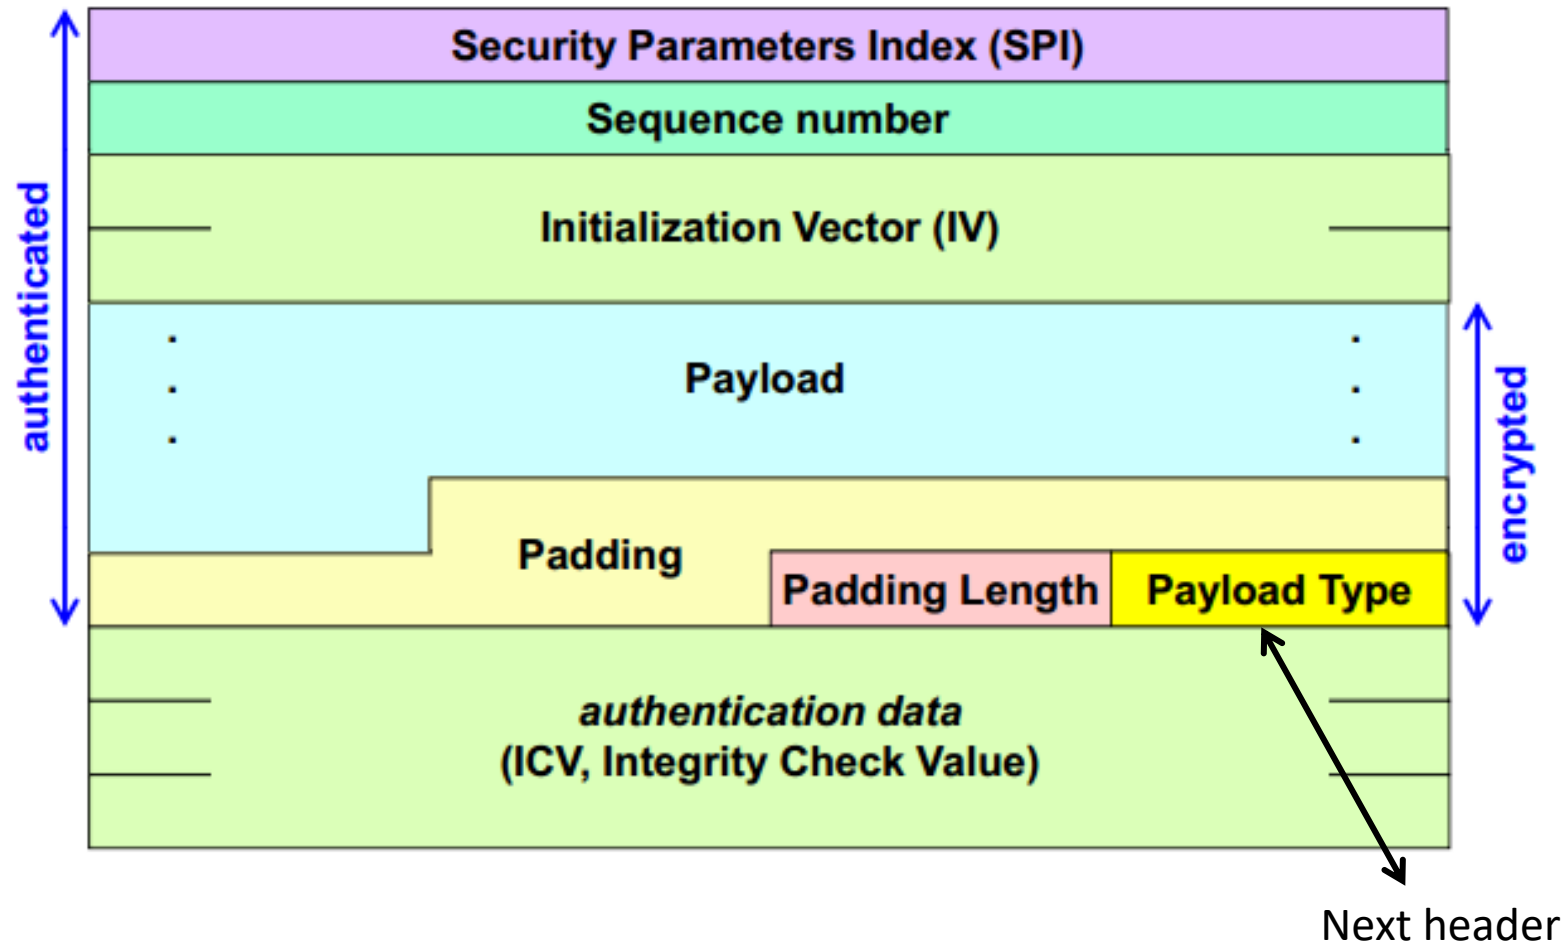 Security Parameters Index (SPI)
Sequence number
authenticated
Initialization Vector (IV)
Payload
encrypted
Padding
Padding Length
Payload Type
authentication data
(ICV, Integrity Check Value)
Next header